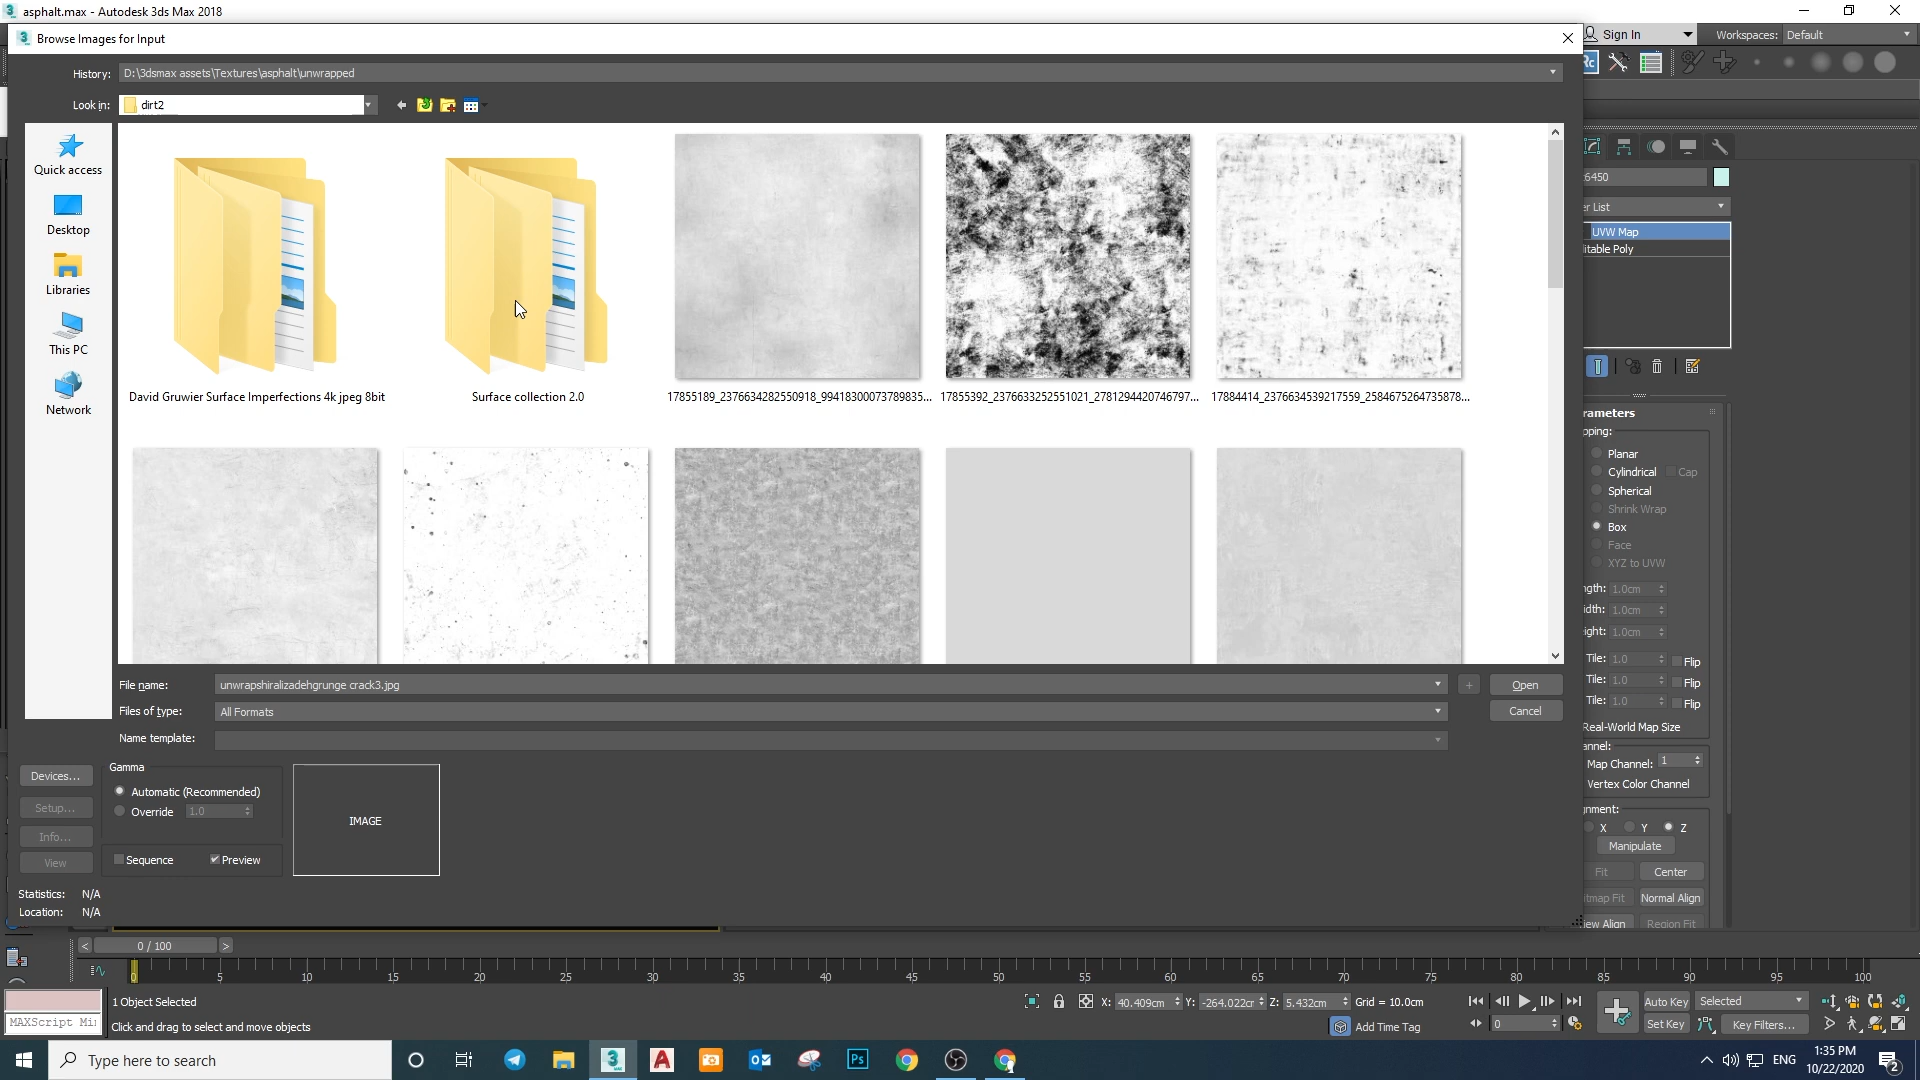 asphalt.max - Autodesk 3ds Max 2018
Browse Images for Input
Sign In
Workspaces: Default
History: D:\3dsmax assets\Textures\asphalt\unwrapped
Look in: dirt2
Quick access
Desktop
Libraries
This PC
Network
David Gruwier Surface Imperfections 4k jpeg 8bit
Surface collection 2.0
17855189_2376634282550918_99418300073789835...
17855392_2376633252551021_2781294420746797...
17884414_2376634539217559_2584675264735878...
File name: unwrapshiralizadehgrunge crack3.jpg
Open
Files of type: All Formats
Cancel
Name template:
Devices...
Setup...
Info...
View
Gamma
Automatic (Recommended)
Override 1.0
Sequence
Preview
IMAGE
Statistics: N/A
Location: N/A
6450
er List
UVW Map
itable Poly
rameters
pping:
Planar
Cylindrical Cap
Spherical
Shrink Wrap
Box
Face
XYZ to UVW
ngth: 1.0cm
idth: 1.0cm
eight: 1.0cm
Tile: 1.0 Flip
Tile: 1.0 Flip
Tile: 1.0 Flip
Real-World Map Size
annel:
Map Channel: 1
Vertex Color Channel
nment:
X Y Z
Manipulate
Fit Center
itmap Fit Normal Align
iew Align Region Fit
< 0 / 100 >
0 5 10 15 20 25 30 35 40 45 50 55 60 65 70 75 80 85 90 95 100
1 Object Selected
X: 40.409cm Y: -264.022cr Z: 5.432cm Grid = 10.0cm
Auto Key Selected
MAXScript Mi
Click and drag to select and move objects
Add Time Tag
0
Set Key Key Filters...
Type here to search
Ps
ENG
1:35 PM
10/22/2020
2